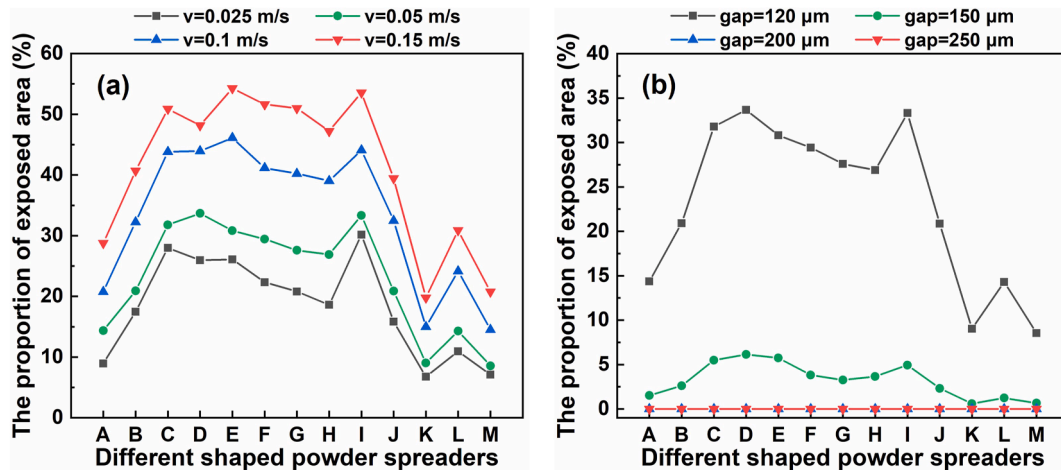 v=0.025 m/s v=0.05 m/s
v=0.1 m/s v=0.15 m/s
(a)
The proportion of exposed area (%)
60
50
40
30
20
10
0
A B C D E F G H I J K L M
Different shaped powder spreaders
gap=120 μm gap=150 μm
gap=200 μm gap=250 μm
(b)
The proportion of exposed area (%)
40
35
30
25
20
15
10
5
0
A B C D E F G H I J K L M
Different shaped powder spreaders